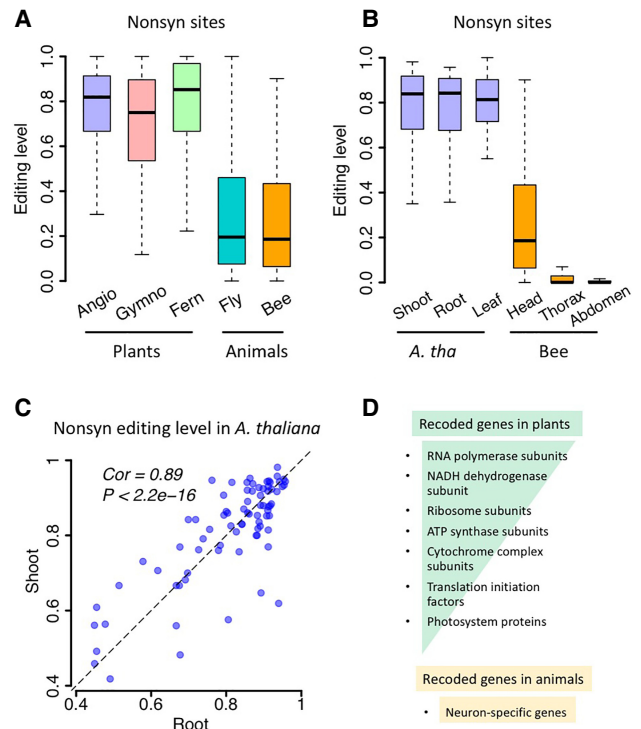 A
Nonsyn sites
Editing level
1.0
0.8
0.6
0.4
0.2
0.0
Angio
Gymno
Fern
Fly
Bee
Plants
Animals
B
Nonsyn sites
Editing level
1.0
0.8
0.6
0.4
0.2
0.0
Shoot
Root
Leaf
Head
Thorax
Abdomen
A. tha
Bee
C
Nonsyn editing level in A. thaliana
Cor = 0.89
P < 2.2e−16
Shoot
1
0.8
0.6
0.4
0.4
0.6
0.8
1
Root
D
Recoded genes in plants
• RNA polymerase subunits
• NADH dehydrogenase
subunit
• Ribosome subunits
• ATP synthase subunits
• Cytochrome complex
subunits
• Translation initiation
factors
• Photosystem proteins
Recoded genes in animals
• Neuron-specific genes